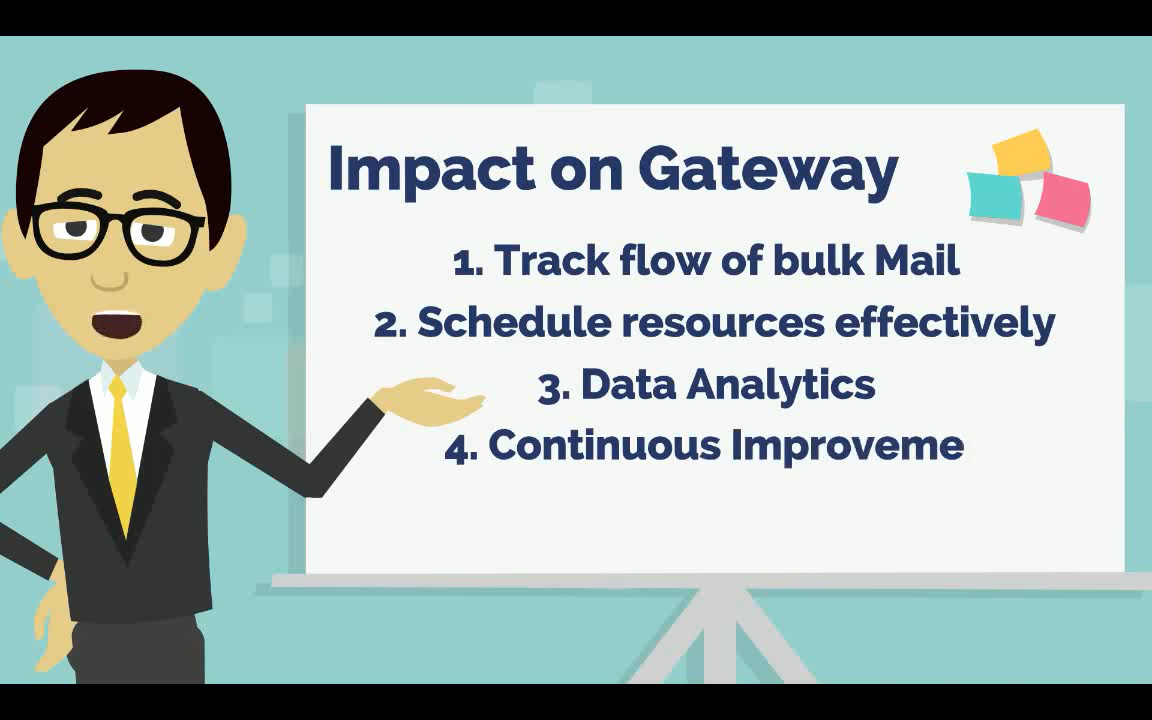 Impact on Gateway
1. Track flow of bulk Mail
2. Schedule resources effectively
3. Data Analytics
4. Continuous Improveme